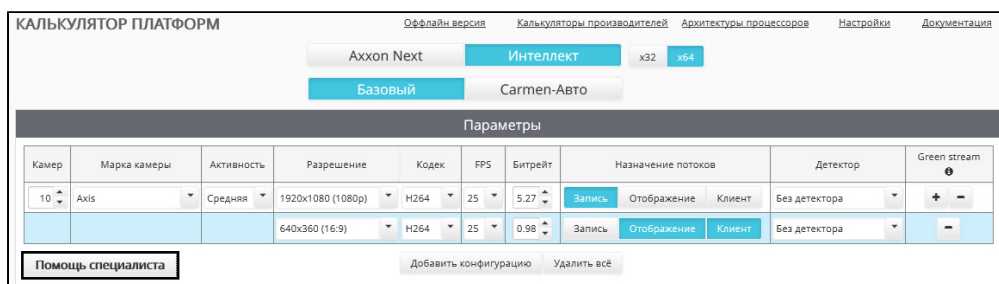 КАЛЬКУЛЯТОР ПЛАТФОРМ Оффлайн версия Калькуляторы производителей Архитектуры процессоров Настройки Документация
Axxon Next Интеллект x32 x64
Базовый Carmen-Авто
Параметры
Камер Марка камеры Активность Разрешение Кодек FPS Битрейт Назначение потоков Детектор Green stream
10 Axis Средняя 1920x1080 (1080p) H264 25 5.27 Запись Отображение Клиент Без детектора + −
640x360 (16:9) H264 25 0.98 Запись Отображение Клиент Без детектора −
Помощь специалиста Добавить конфигурацию Удалить всё